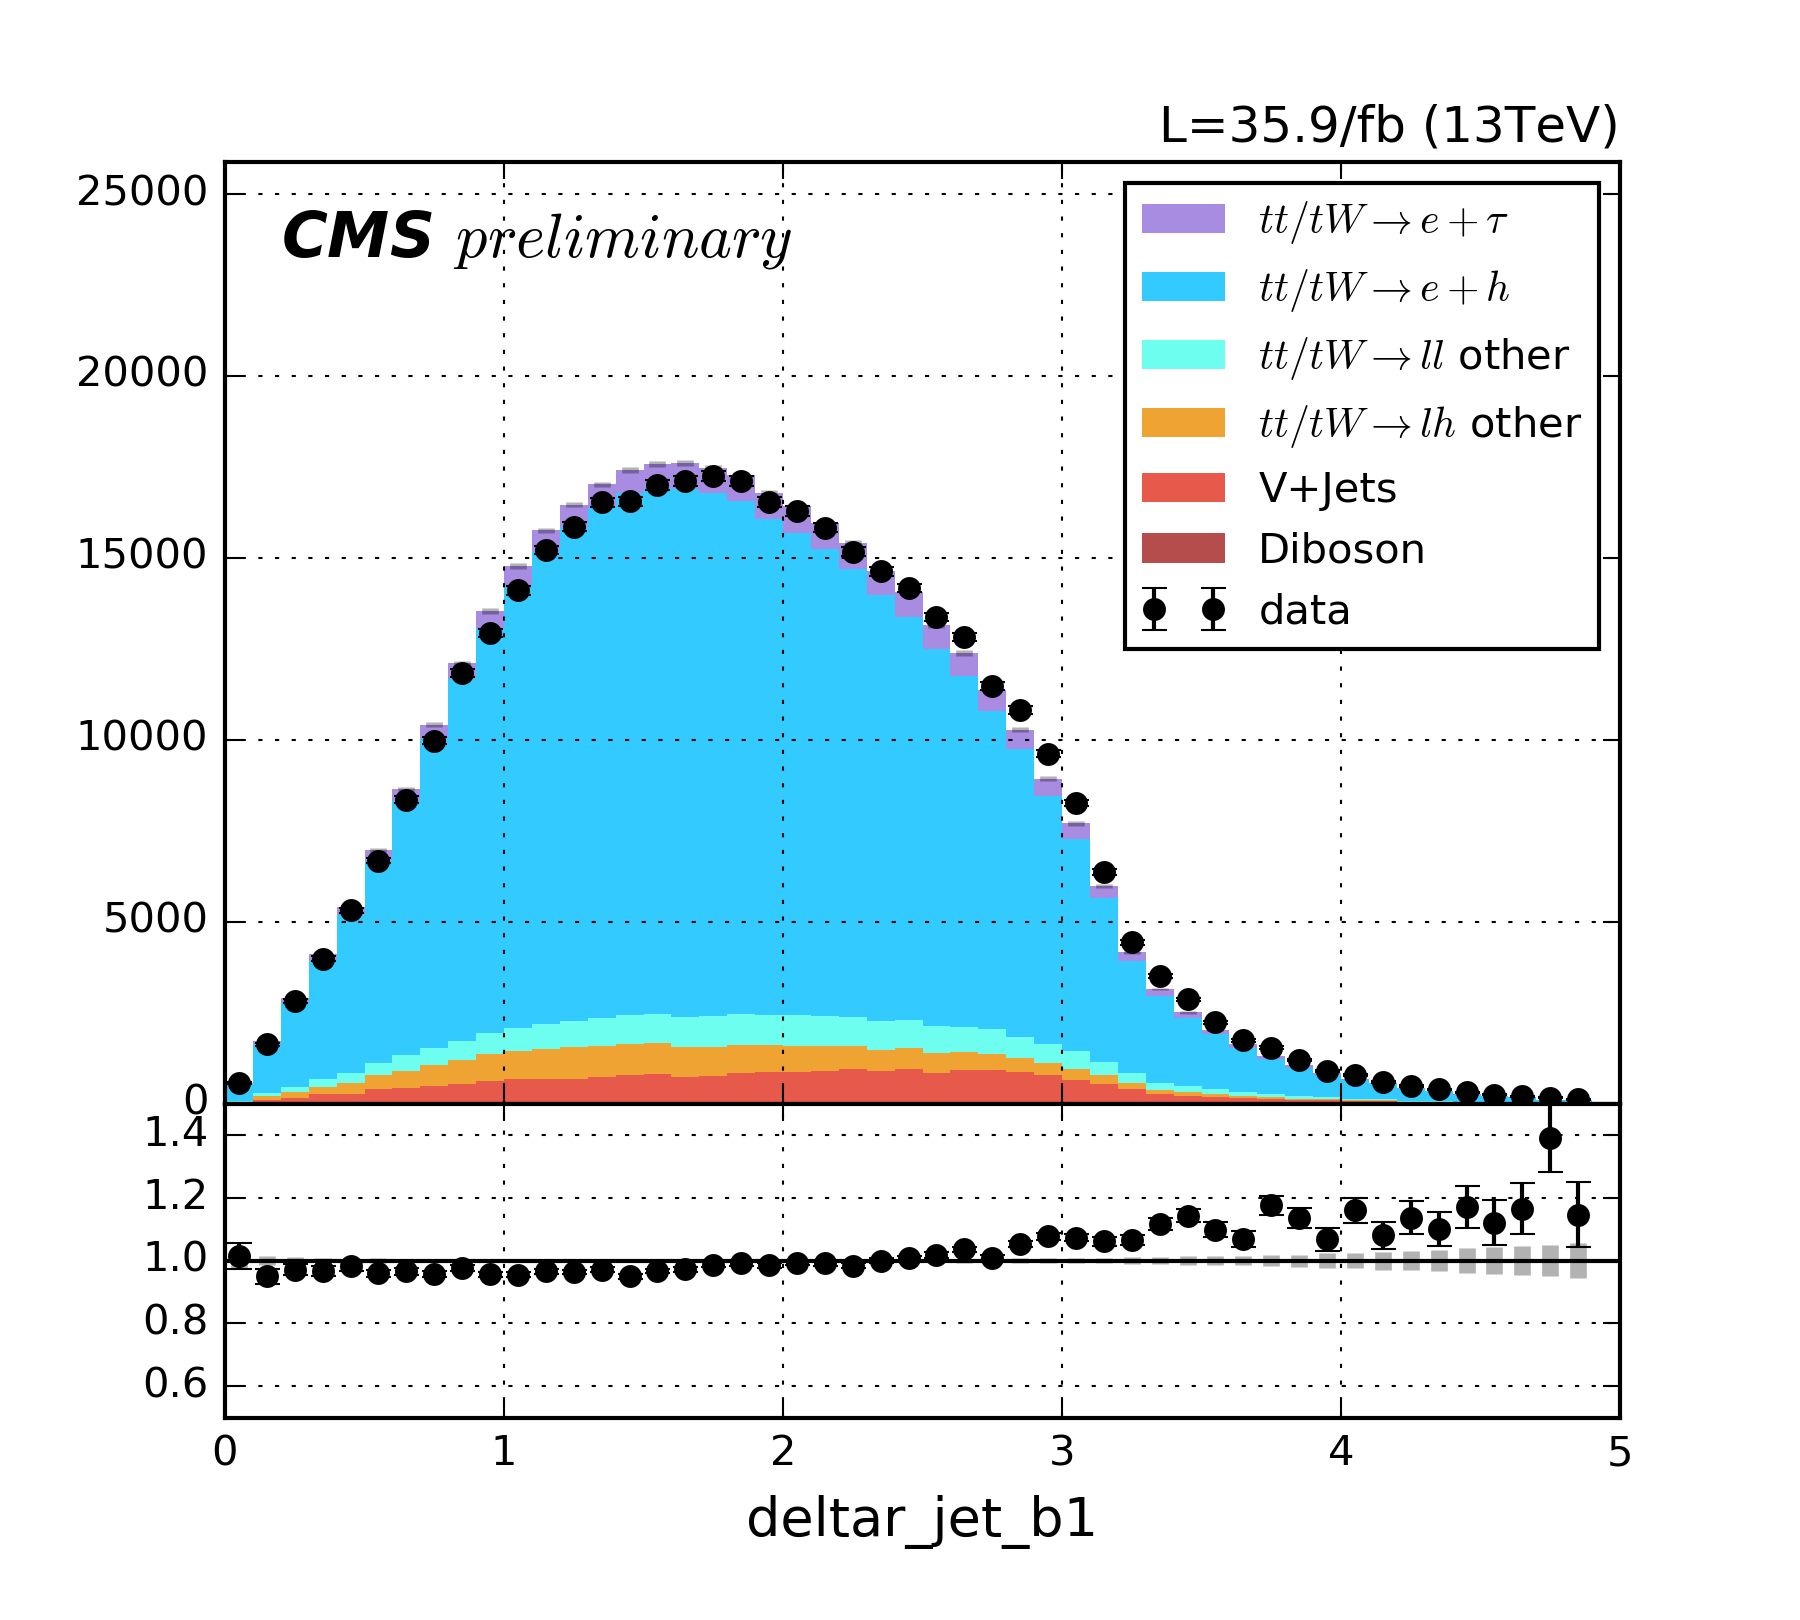 L=35.9/fb (13TeV)
25000
CMS preliminary
20000
15000
10000
5000
0
tt/tW→e+τ
tt/tW→e+h
tt/tW→ll other
tt/tW→lh other
V+Jets
Diboson
data
1.4
1.2
1.0
0.8
0.6
0 1 2 3 4 5
deltar_jet_b1